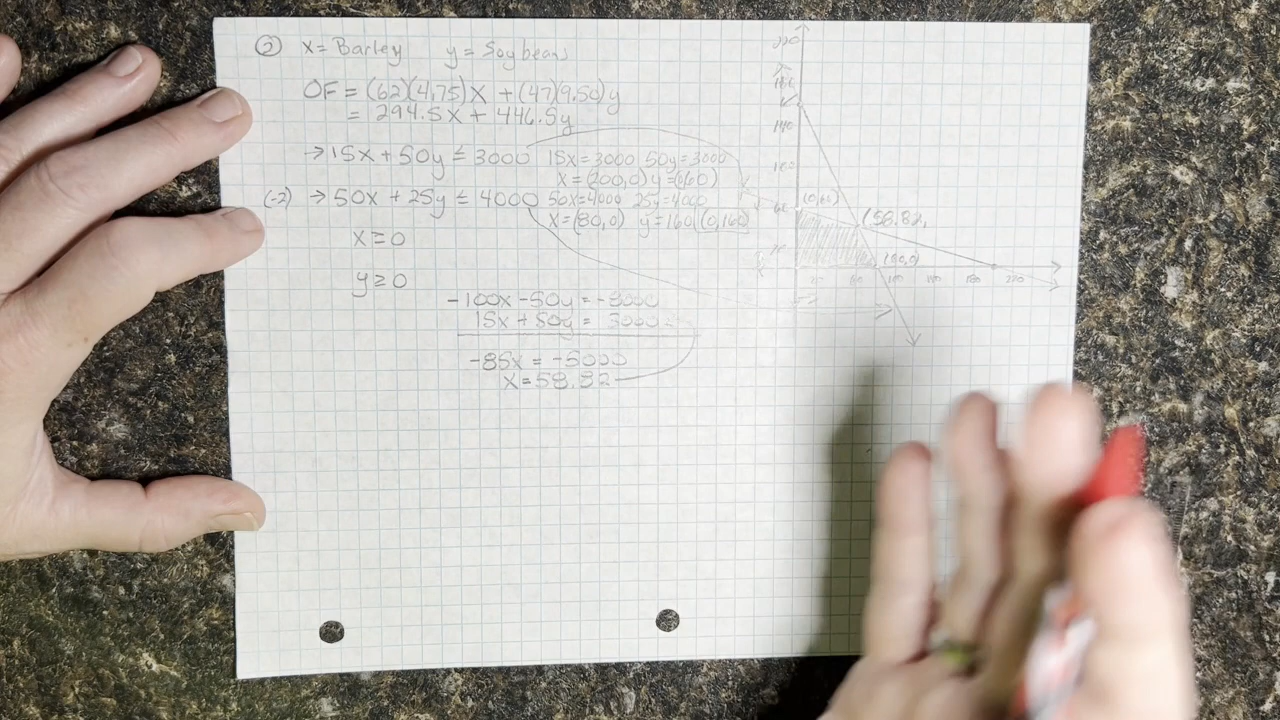 ② x = Barley y = Soybeans
OF = (62)(4.75)x + (47)(9.50)y
= 294.5x + 446.5y
→ 15x + 50y ≤ 3000 15x = 3000 50y = 3000
x = (200,0) y = (0,60)
(-2) → 50x + 25y ≤ 4000 50x = 4000 25y = 4000
x = (80,0) y = 160 (0,160)
x ≥ 0
y ≥ 0
-100x - 50y = -8000
15x + 50y = 3000
-85x = -5000
x = 58.82
220
140
(0,60)
(58.82,
(80,0)